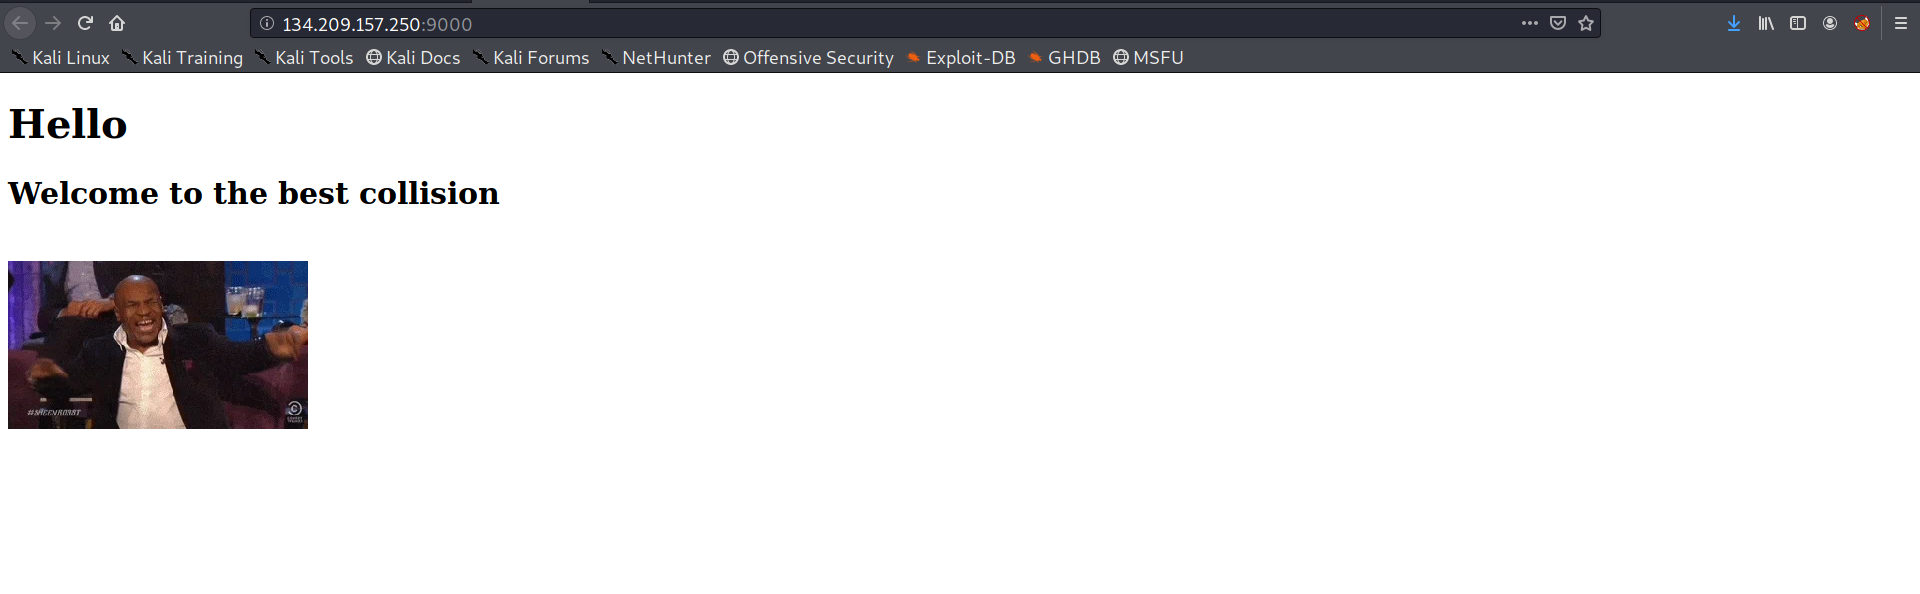 134.209.157.250:9000
Kali Linux Kali Training Kali Tools Kali Docs Kali Forums NetHunter Offensive Security Exploit-DB GHDB MSFU
Hello
Welcome to the best collision